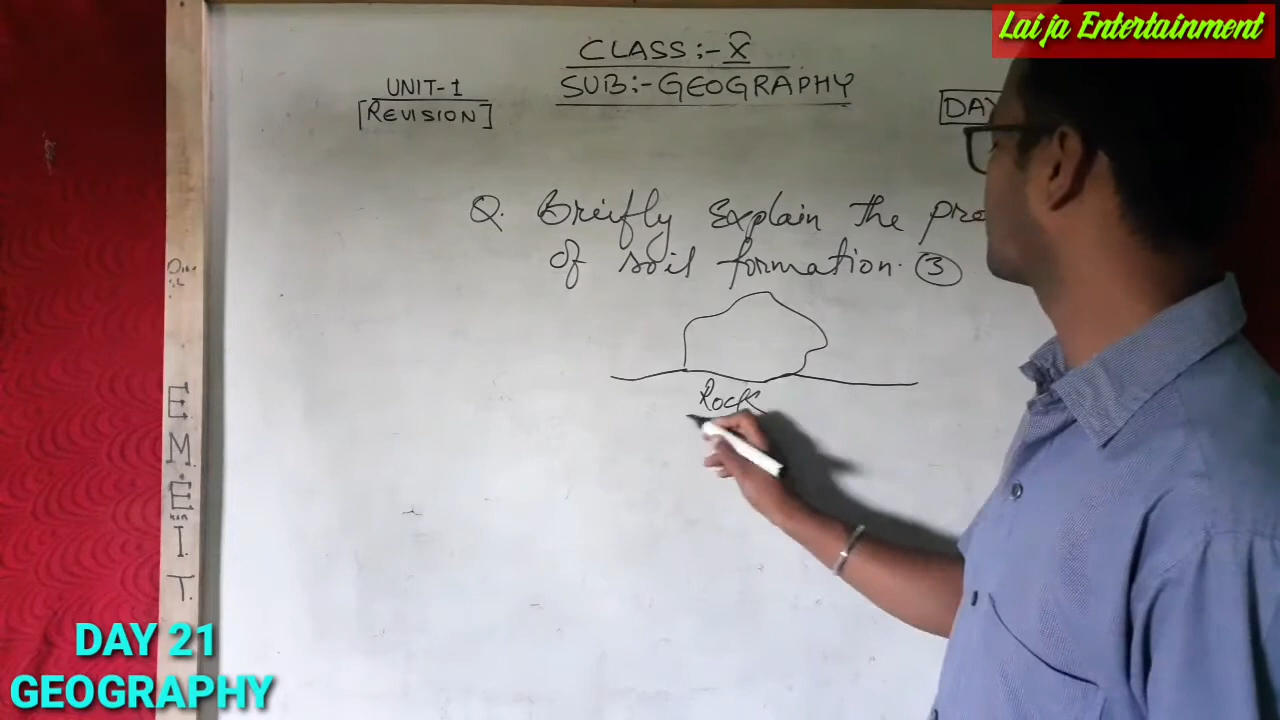 Lai ja Entertainment
CLASS:- X
SUB:- GEOGRAPHY
UNIT-1
[REVISION]
DAY
Q. Breifly Explain the pro
of soil formation. ③
Rock
E
M
E
I
T.
DAY 21
GEOGRAPHY